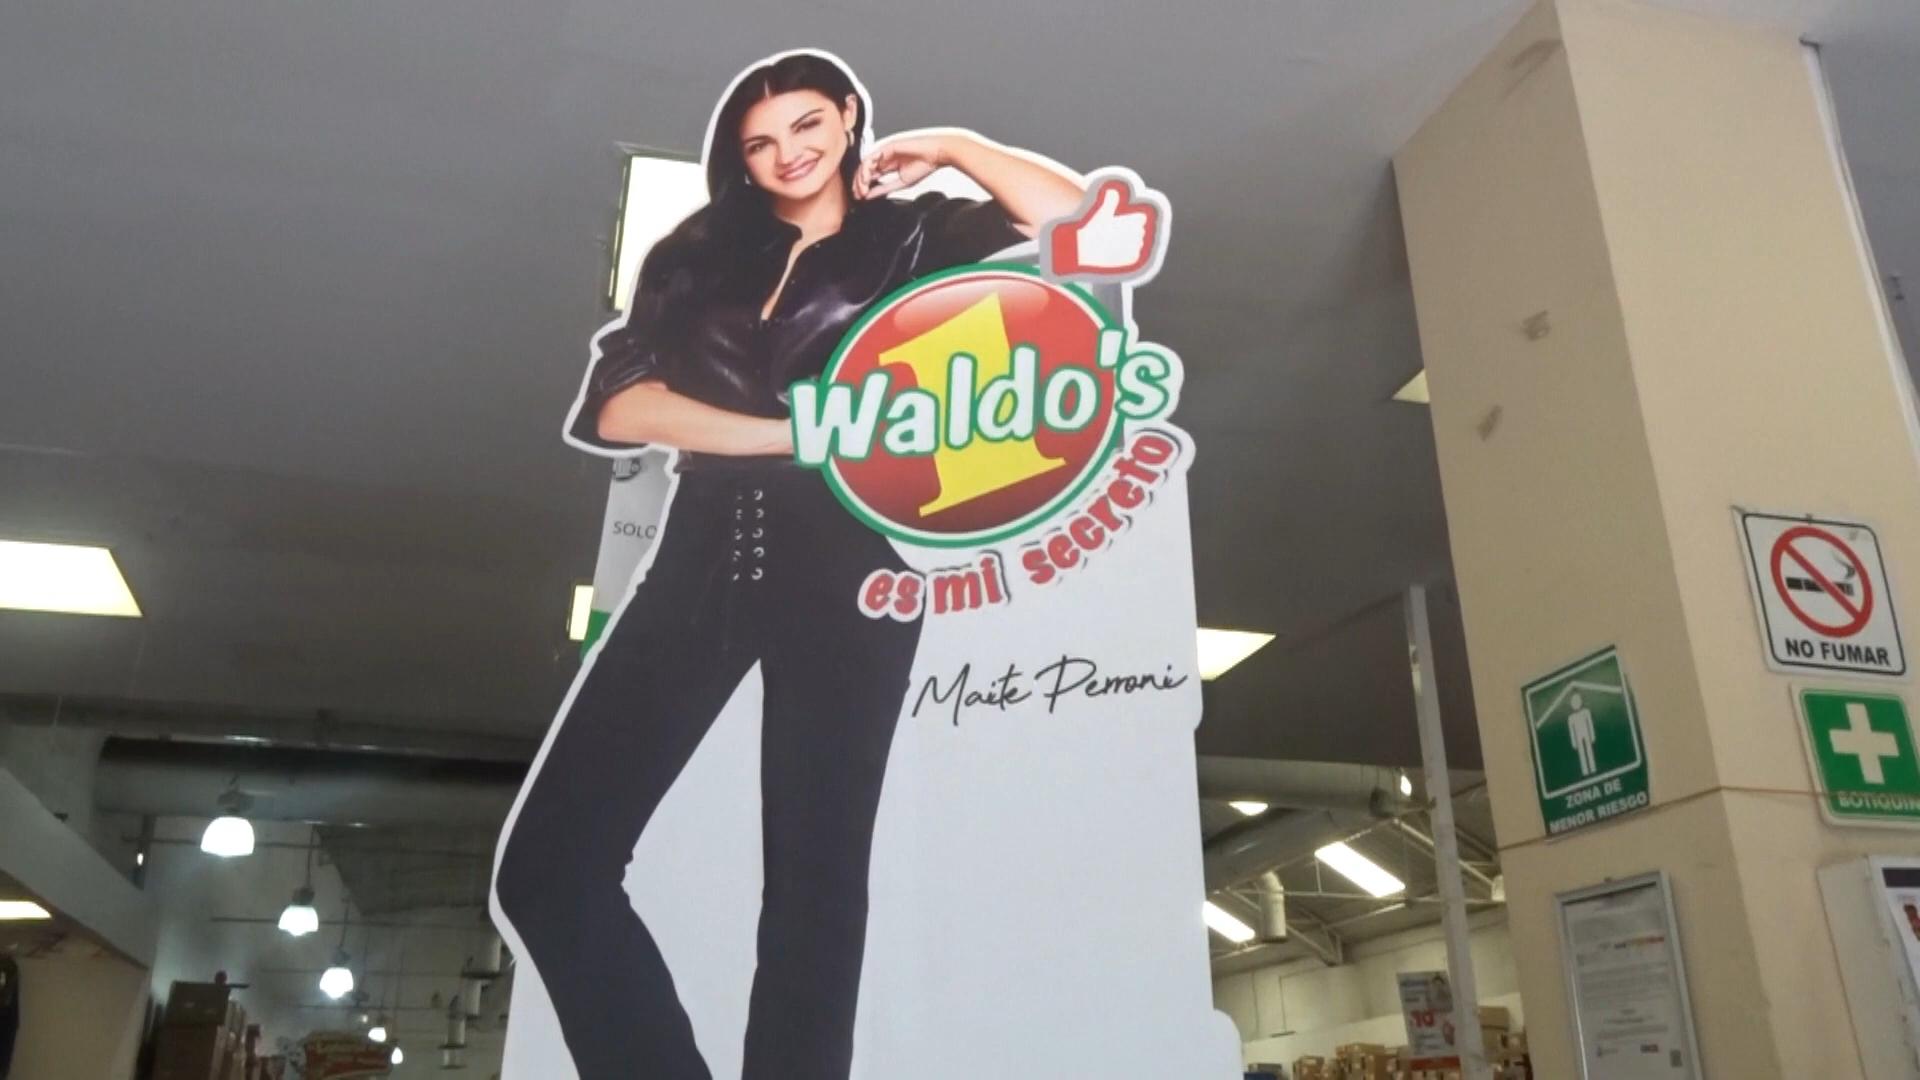 Waldo's
1
es mi secreto
Maite Perroni
SOLO
NO FUMAR
ZONA DE
MENOR RIESGO
BOTIQUIN